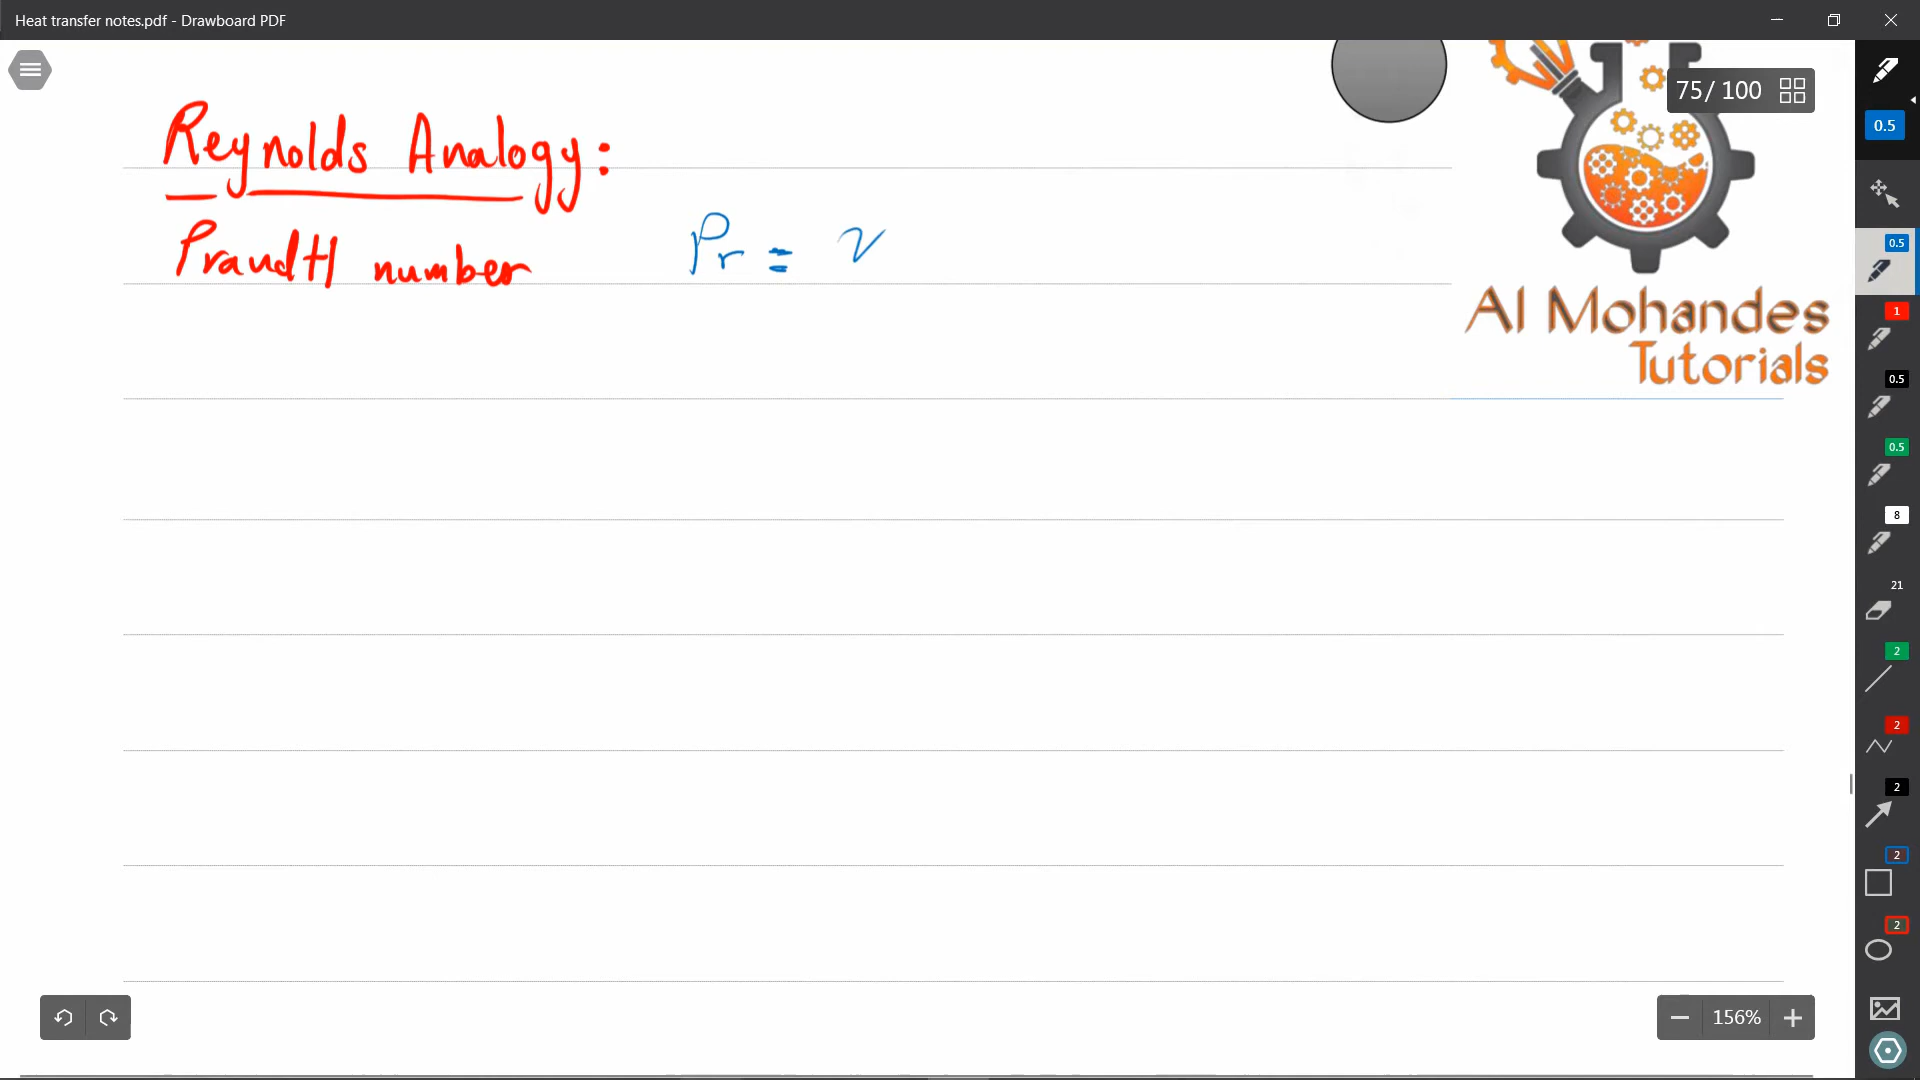 Heat transfer notes.pdf - Drawboard PDF
75/ 100
0.5
Reynolds Analogy:
Prandtl number Pr = ν
Al Mohandes
Tutorials
0.5
1
0.5
0.5
8
21
2
2
2
2
2
156%